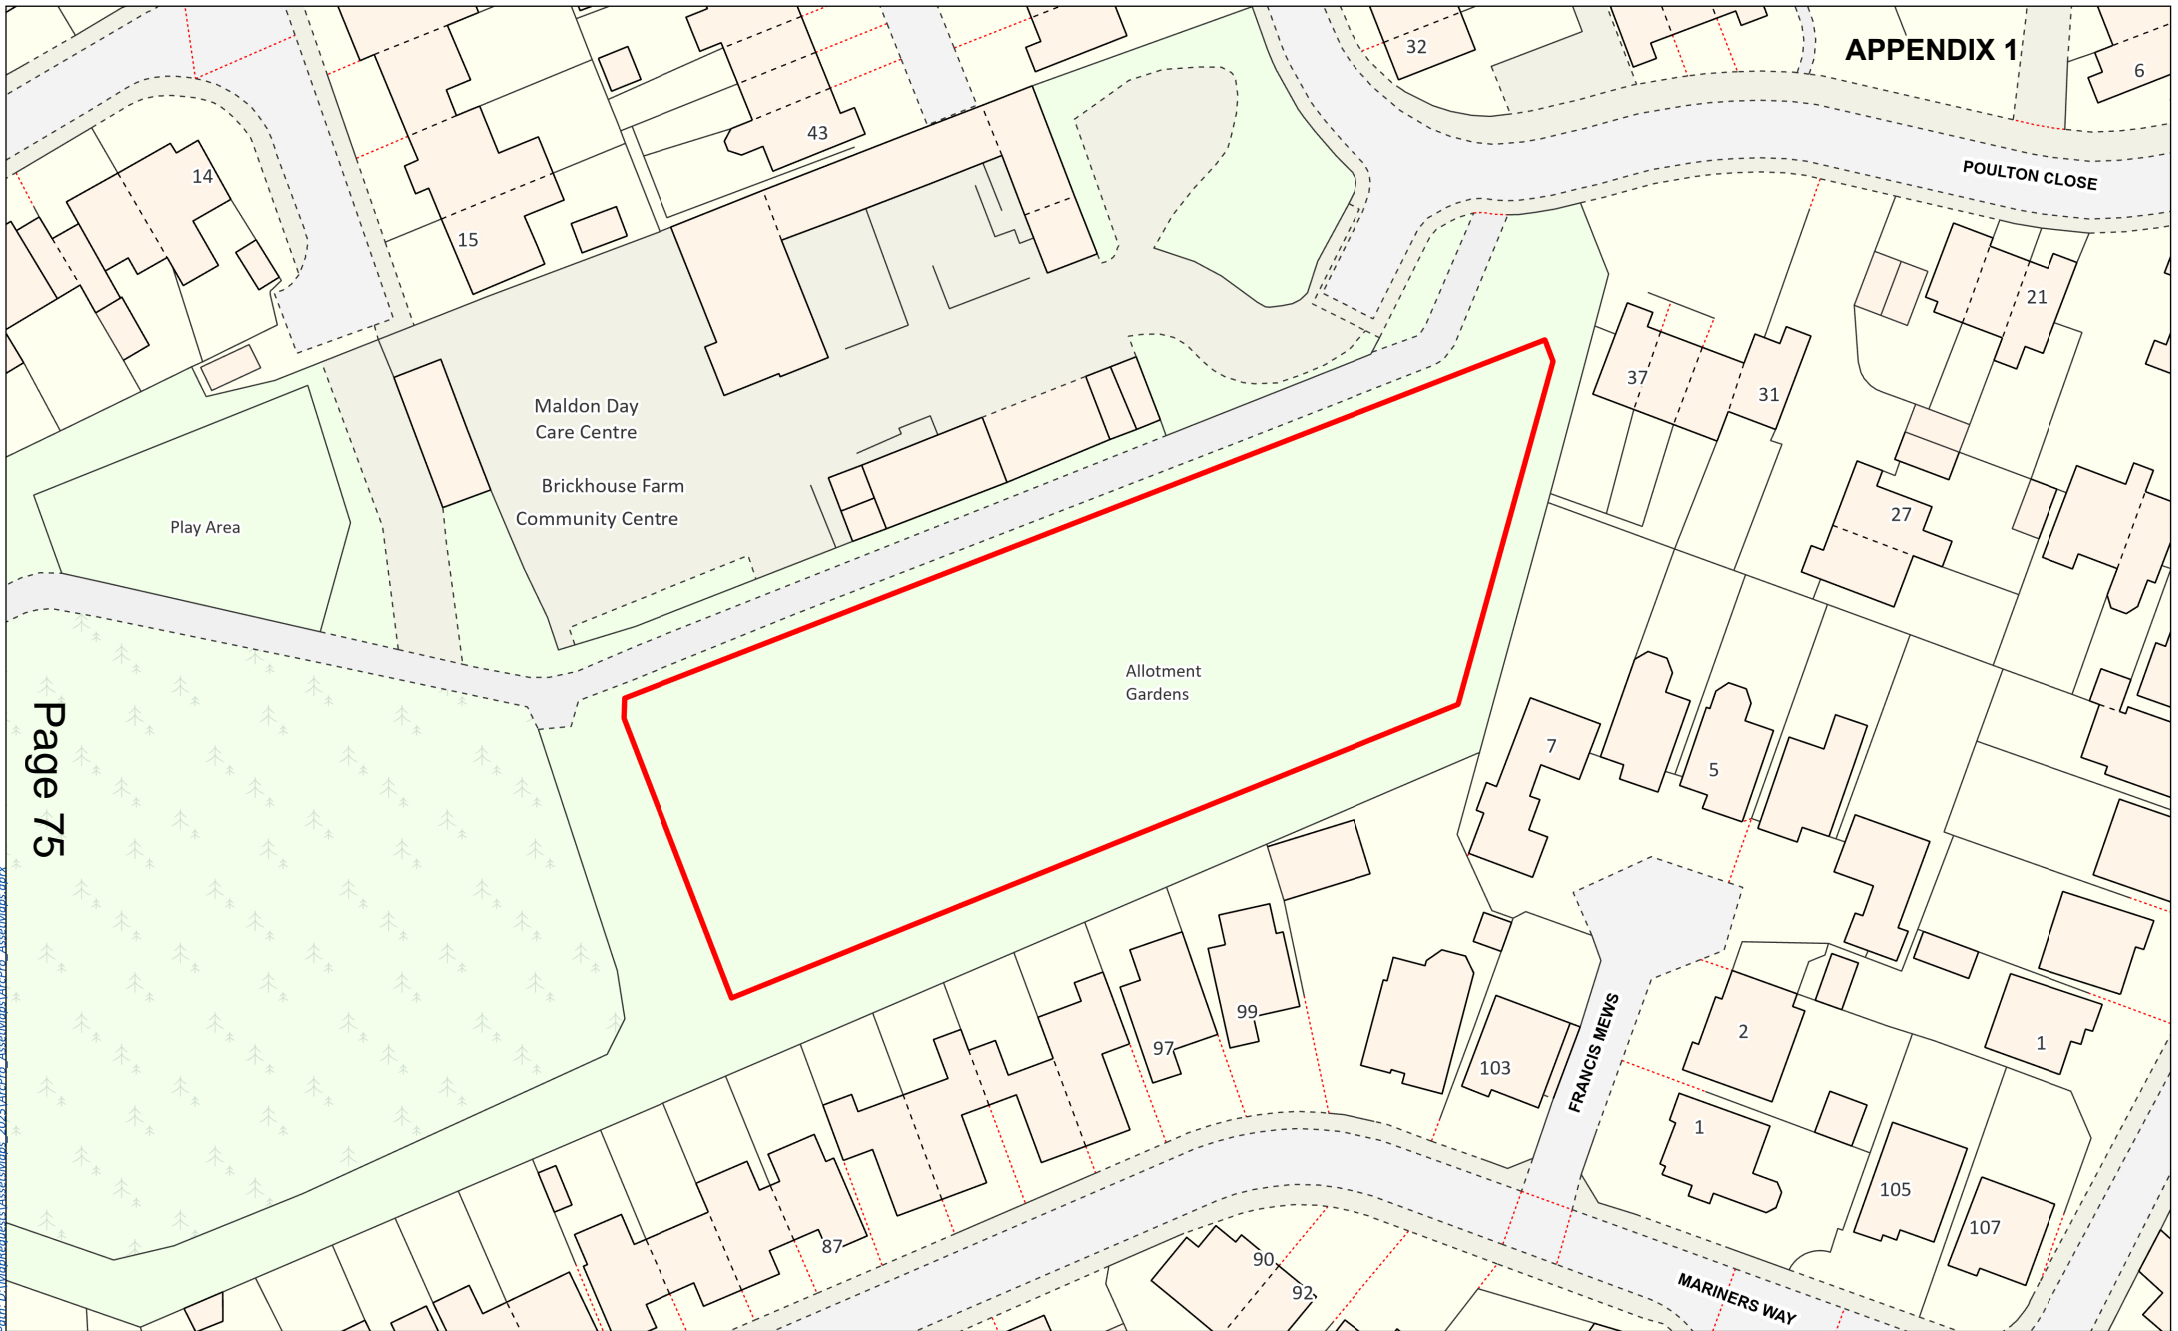 APPENDIX 1
32
6
43
14
POULTON CLOSE
15
21
37
31
Maldon Day
Care Centre
Brickhouse Farm
Community Centre
27
Play Area
Allotment
Gardens
Page 75
7
5
99
97
103
FRANCIS MEWS
2
1
1
105
107
87
90
92
MARINERS WAY